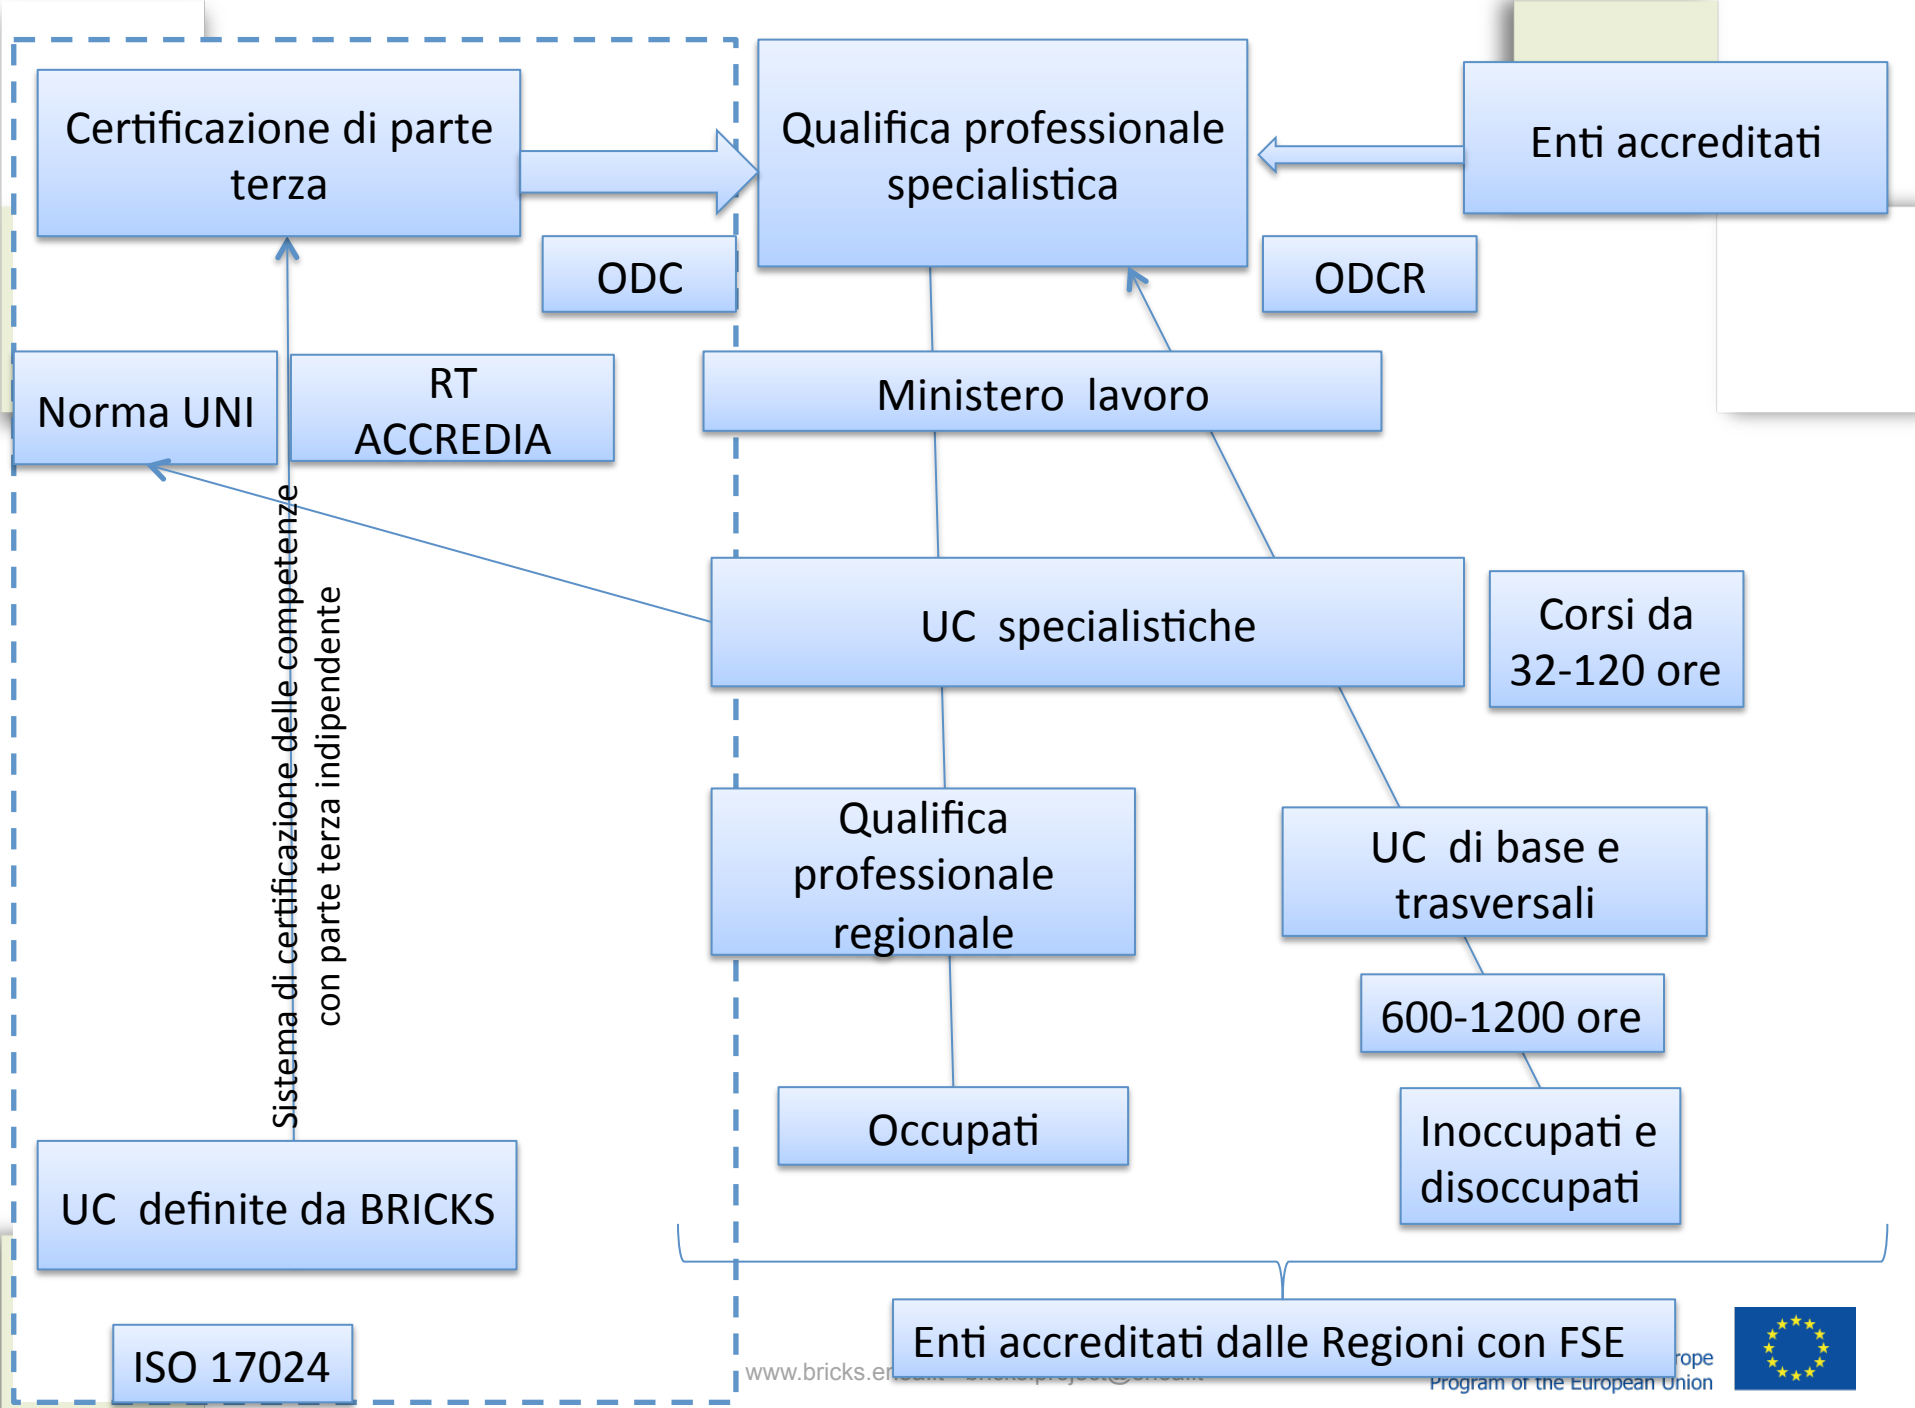 Certificazione di parte
terza
Qualifica professionale
specialistica
Enti accreditati
ODC
ODCR
Norma UNI
RT
ACCREDIA
Ministero lavoro
Sistema di certificazione delle competenze
con parte terza indipendente
UC specialistiche
Corsi da
32-120 ore
Qualifica
professionale
regionale
UC di base e
trasversali
600-1200 ore
Occupati
Inoccupati e
disoccupati
UC definite da BRICKS
Enti accreditati dalle Regioni con FSE
ISO 17024
Program of the European Union